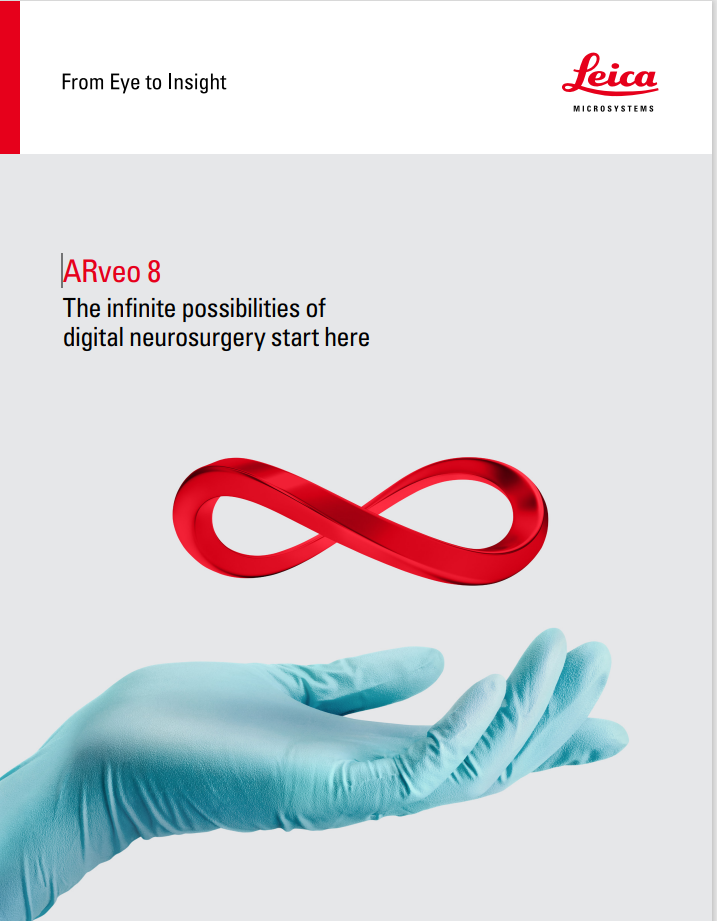 From Eye to Insight
Leica
MICROSYSTEMS
ARveo 8
The infinite possibilities of
digital neurosurgery start here